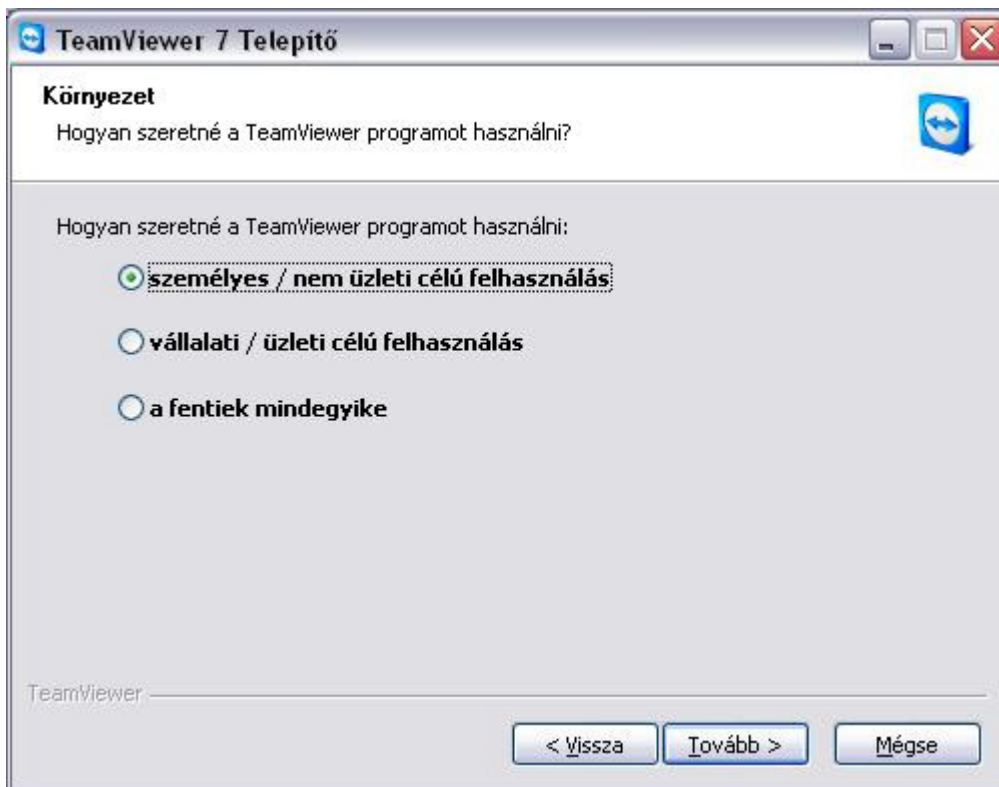 TeamViewer 7 Telepítő
Környezet
Hogyan szeretné a TeamViewer programot használni?
Hogyan szeretné a TeamViewer programot használni:
személyes / nem üzleti célú felhasználás
vállalati / üzleti célú felhasználás
a fentiek mindegyike
TeamViewer
< Vissza
Tovább >
Mégse